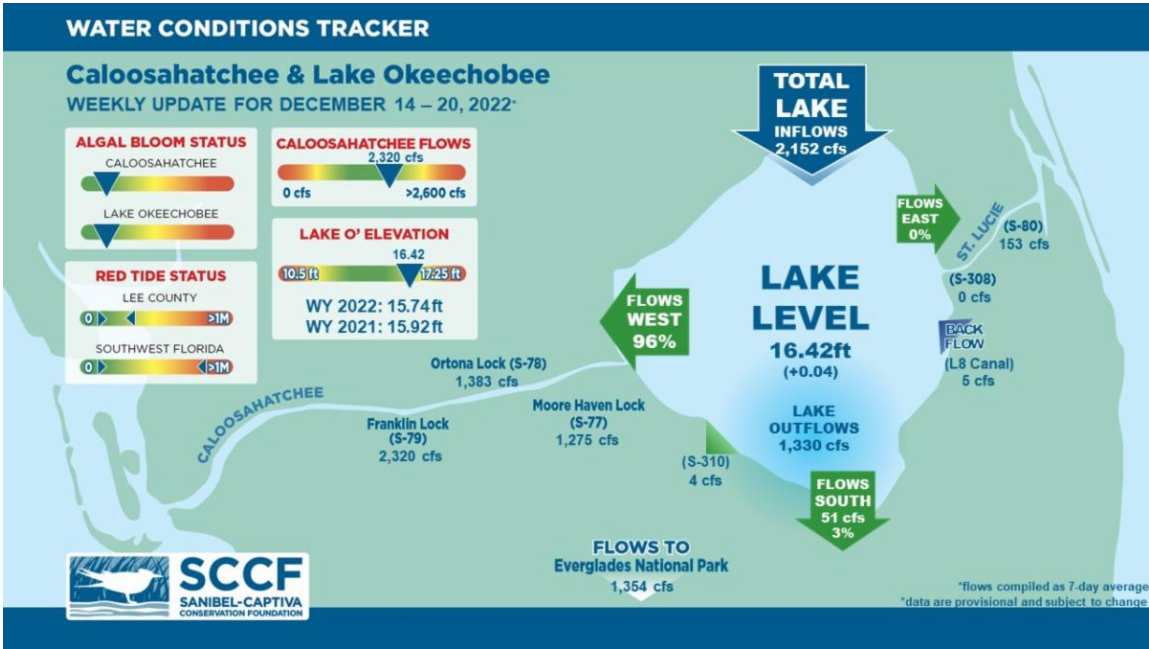 WATER CONDITIONS TRACKER
Caloosahatchee & Lake Okeechobee
WEEKLY UPDATE FOR DECEMBER 14 – 20, 2022*
ALGAL BLOOM STATUS
CALOOSAHATCHEE
LAKE OKEECHOBEE
RED TIDE STATUS
LEE COUNTY
0 >1M
SOUTHWEST FLORIDA
0 >1M
CALOOSAHATCHEE FLOWS
2,320 cfs
0 cfs >2,600 cfs
LAKE O' ELEVATION
16.42
10.5 ft 17.25 ft
WY 2022: 15.74ft
WY 2021: 15.92ft
TOTAL
LAKE
INFLOWS
2,152 cfs
FLOWS
EAST
0%
ST. LUCIE
(S-80)
153 cfs
(S-308)
0 cfs
BACK
FLOW
(L8 Canal)
5 cfs
LAKE
LEVEL
16.42ft
(+0.04)
LAKE
OUTFLOWS
1,330 cfs
FLOWS
WEST
96%
Ortona Lock (S-78)
1,383 cfs
CALOOSAHATCHEE
Franklin Lock
(S-79)
2,320 cfs
Moore Haven Lock
(S-77)
1,275 cfs
(S-310)
4 cfs
FLOWS
SOUTH
51 cfs
3%
FLOWS TO
Everglades National Park
1,354 cfs
SCCF
SANIBEL-CAPTIVA
CONSERVATION FOUNDATION
*flows compiled as 7-day average
*data are provisional and subject to change